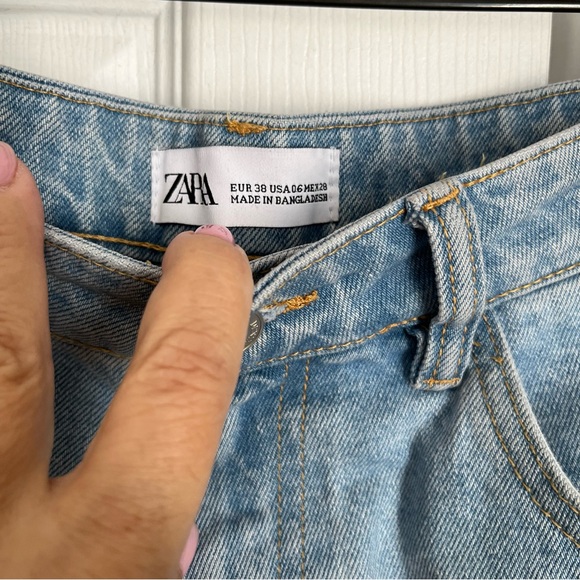 ZARA
EUR 38 USA 06 MEX 28
MADE IN BANGLADESH